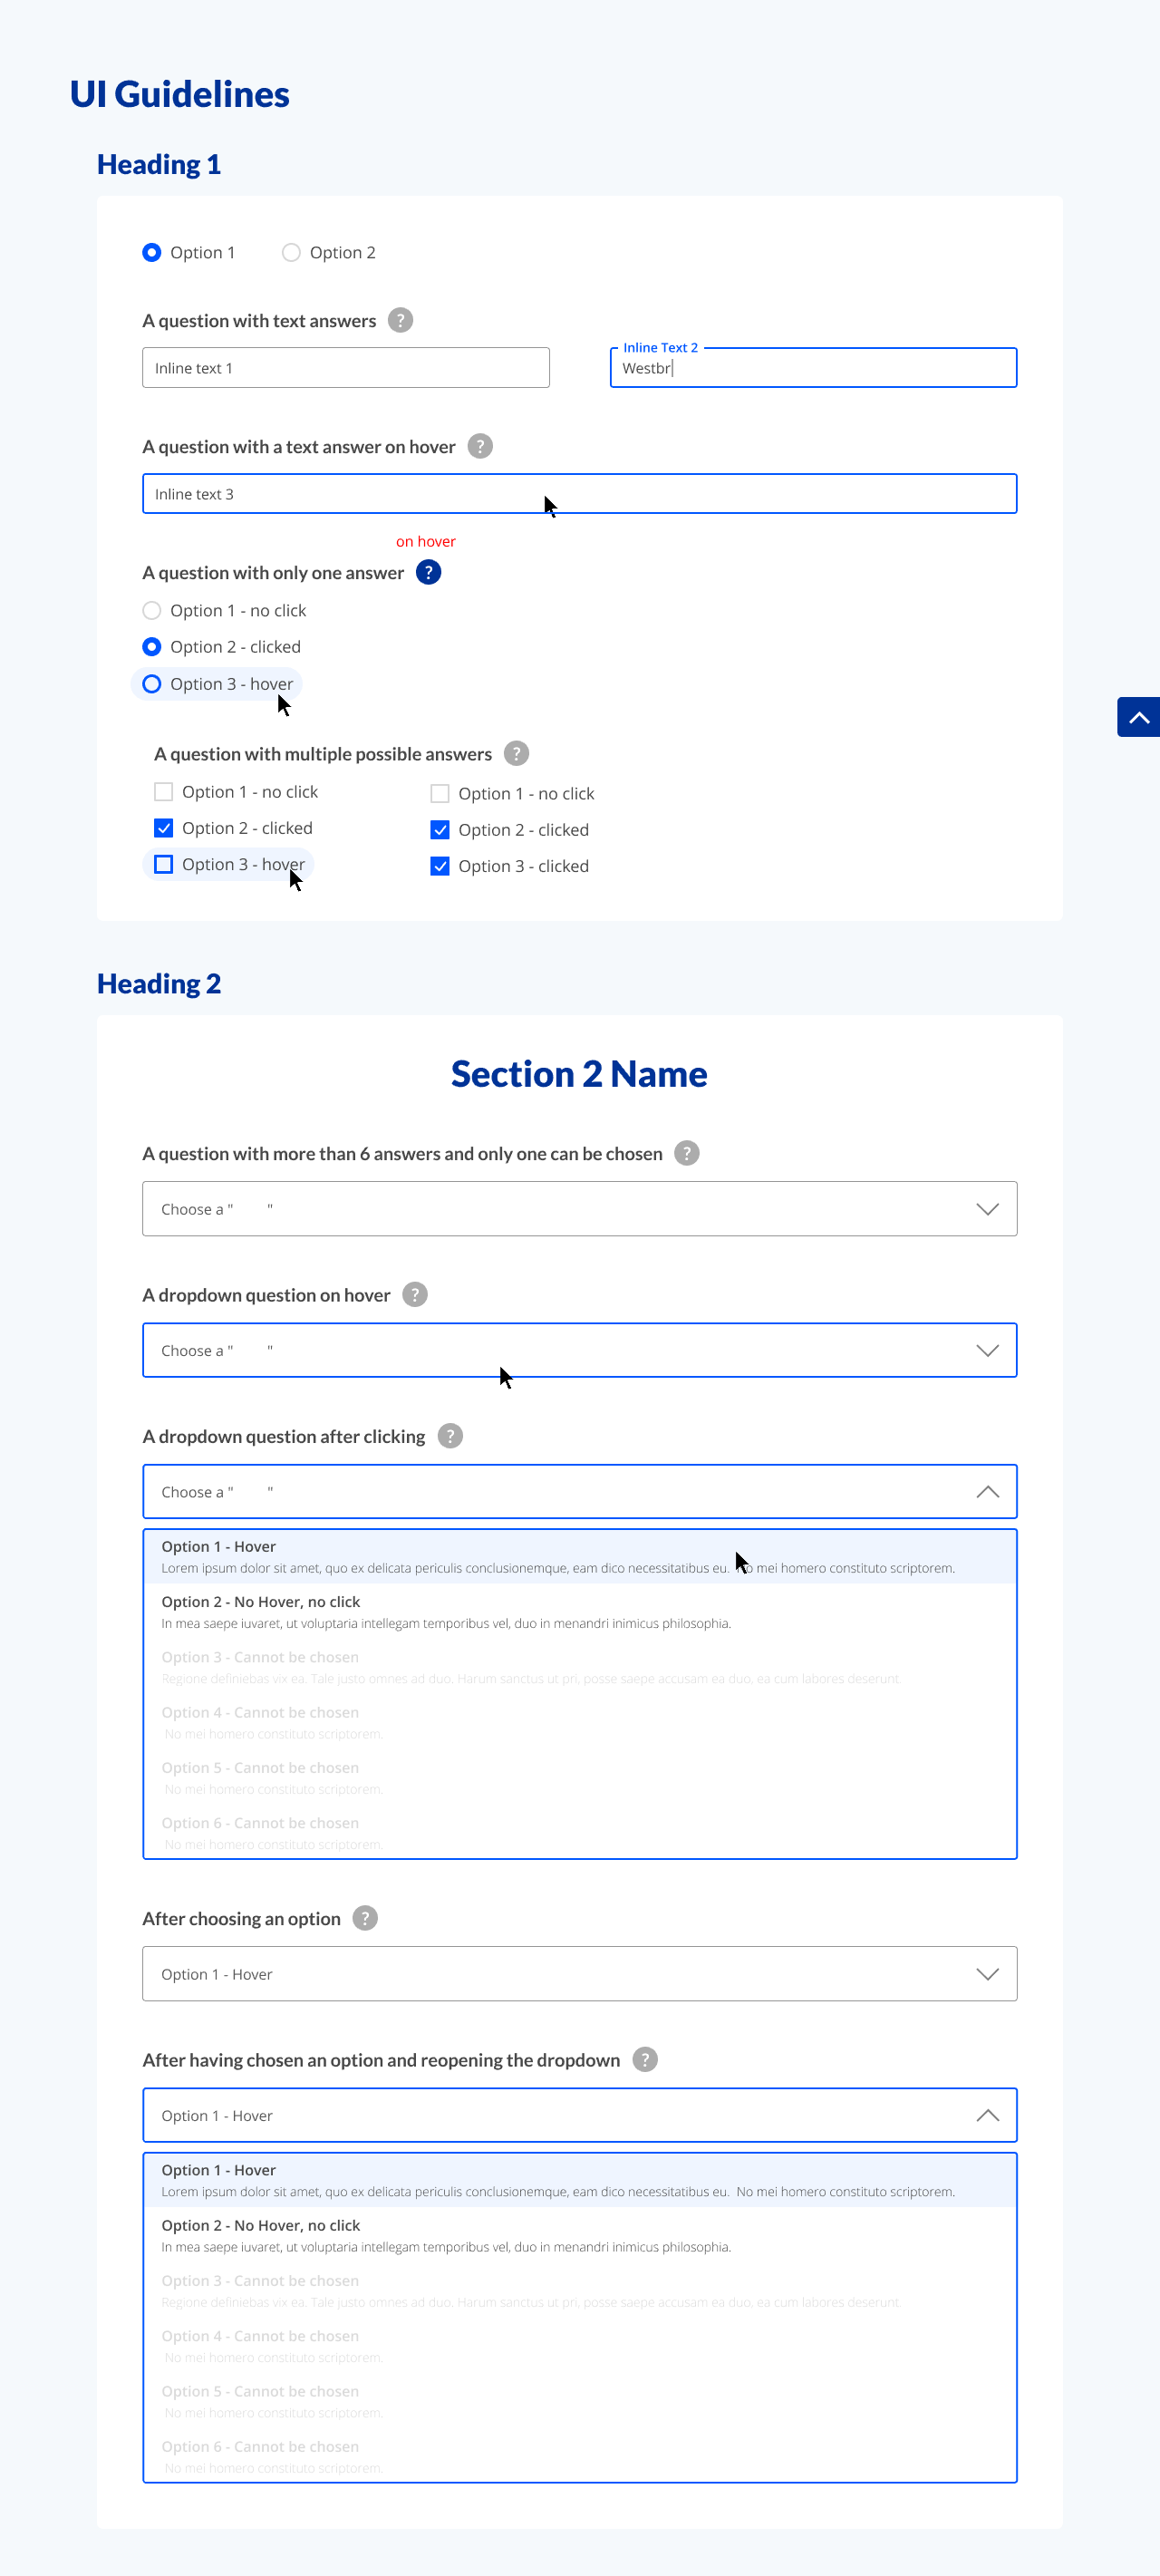 UI Guidelines
Heading 1
Option 1 Option 2
A question with text answers ?
Inline text 1
Inline Text 2
Westbr
A question with a text answer on hover ?
Inline text 3
on hover
A question with only one answer ?
Option 1 - no click
Option 2 - clicked
Option 3 - hover
A question with multiple possible answers ?
Option 1 - no click
Option 2 - clicked
Option 3 - hover
Option 1 - no click
Option 2 - clicked
Option 3 - clicked
Heading 2
Section 2 Name
A question with more than 6 answers and only one can be chosen ?
Choose a " "
A dropdown question on hover ?
Choose a " "
A dropdown question after clicking ?
Choose a " "
Option 1 - Hover
Lorem ipsum dolor sit amet, quo ex delicata periculis conclusionemque, eam dico necessitatibus eu. mei homero constituto scriptorem.
Option 2 - No Hover, no click
In mea saepe iuvaret, ut voluptaria intellegam temporibus vel, duo in menandri inimicus philosophia.
Option 3 - Cannot be chosen
Regione definiebas vix ea. Tale justo omnes ad duo. Harum sanctus ut pri, posse saepe accusam ea duo, ea cum labores deserunt.
Option 4 - Cannot be chosen
No mei homero constituto scriptorem.
Option 5 - Cannot be chosen
No mei homero constituto scriptorem.
Option 6 - Cannot be chosen
No mei homero constituto scriptorem.
After choosing an option ?
Option 1 - Hover
After having chosen an option and reopening the dropdown ?
Option 1 - Hover
Option 1 - Hover
Lorem ipsum dolor sit amet, quo ex delicata periculis conclusionemque, eam dico necessitatibus eu. No mei homero constituto scriptorem.
Option 2 - No Hover, no click
In mea saepe iuvaret, ut voluptaria intellegam temporibus vel, duo in menandri inimicus philosophia.
Option 3 - Cannot be chosen
Regione definiebas vix ea. Tale justo omnes ad duo. Harum sanctus ut pri, posse saepe accusam ea duo, ea cum labores deserunt.
Option 4 - Cannot be chosen
No mei homero constituto scriptorem.
Option 5 - Cannot be chosen
No mei homero constituto scriptorem.
Option 6 - Cannot be chosen
No mei homero constituto scriptorem.